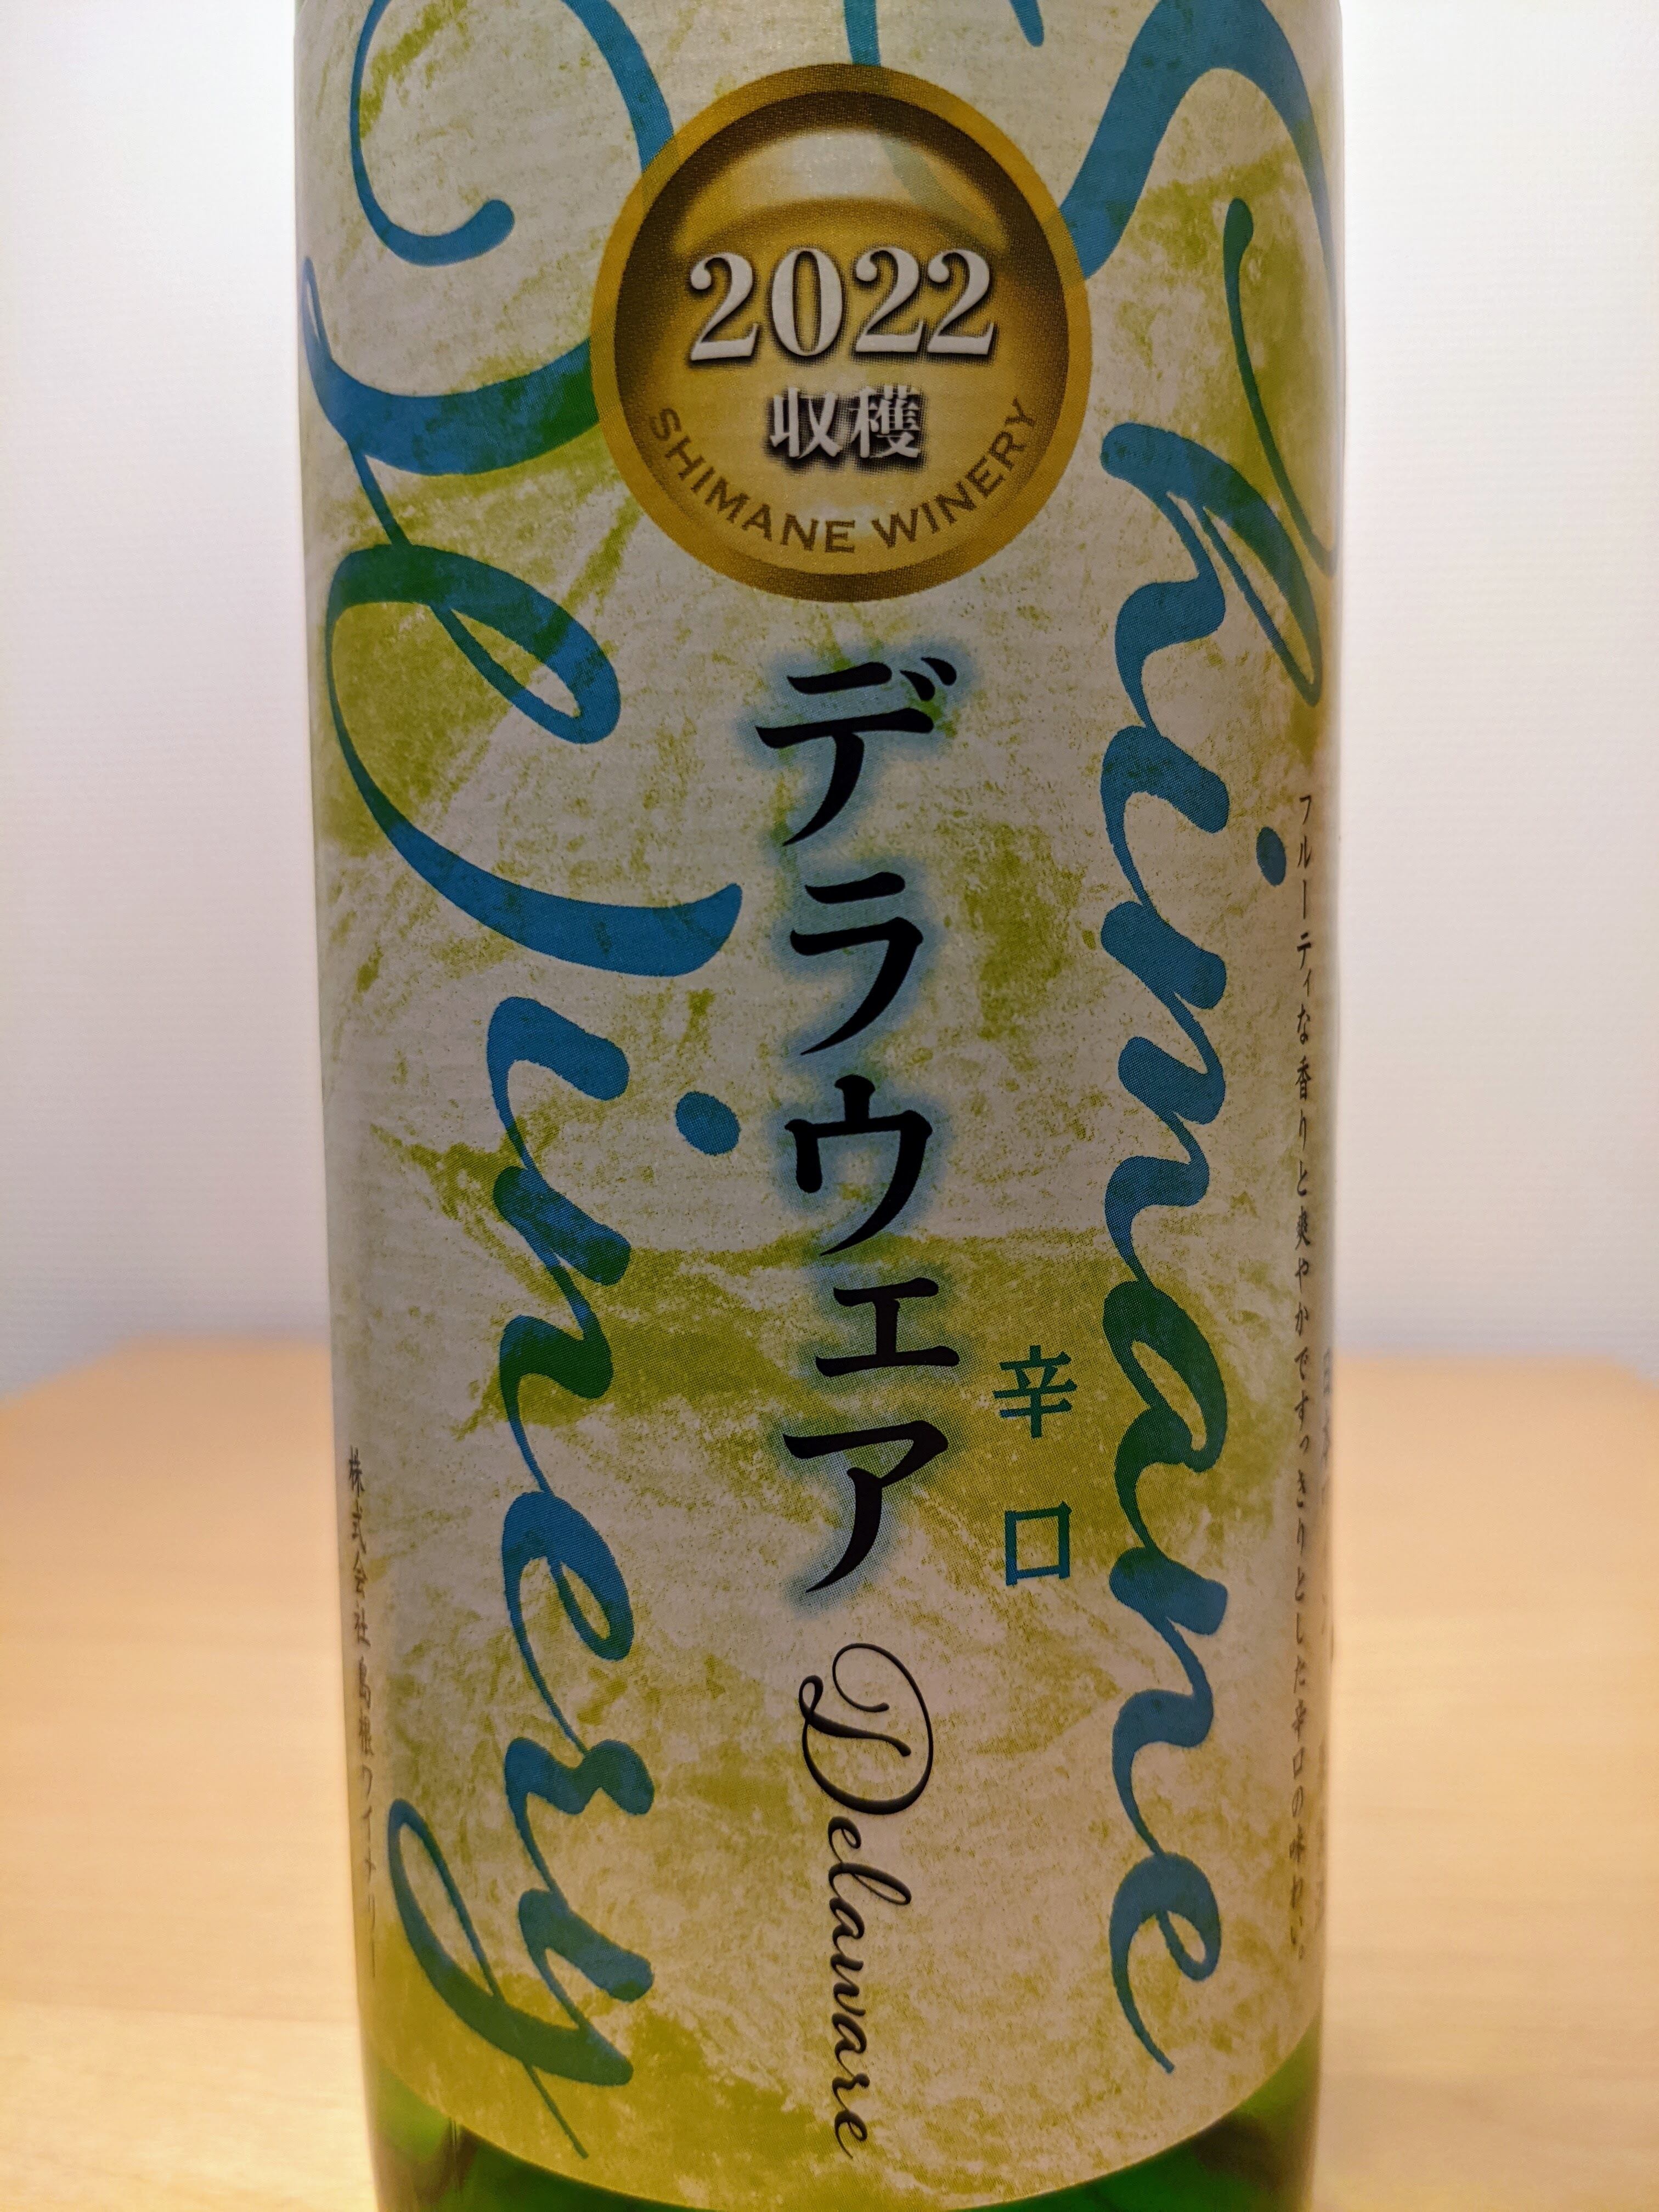 2022
収穫
SHIMANE WINERY
Shimane
Winery
デラウェア
辛口
Delaware
フルーティな香りと爽やかですっきりとした辛口の味わい。
株式会社島根ワイナリー